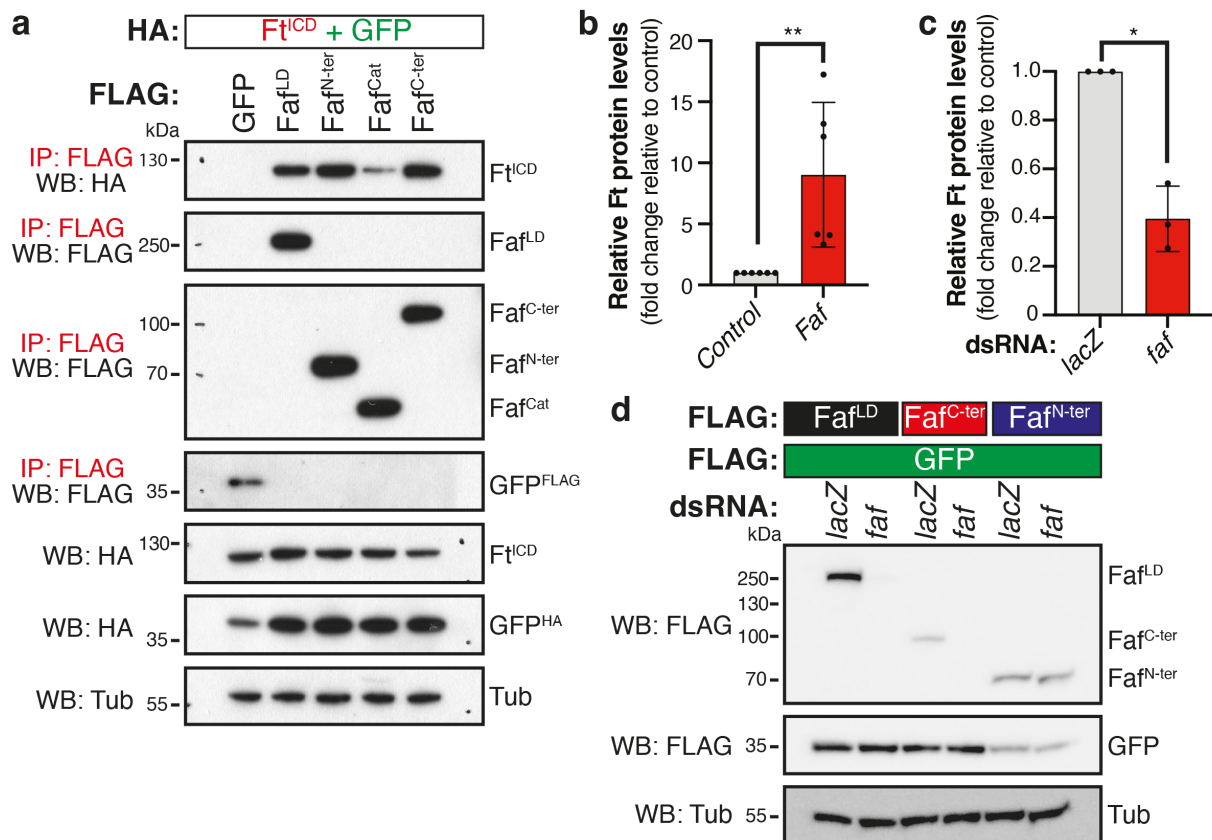 a
HA: Ft^ICD + GFP
FLAG: GFP Faf^LD Faf^N-ter Faf^Cat Faf^C-ter
kDa
IP: FLAG
WB: HA
130
Ft^ICD
IP: FLAG
WB: FLAG
250
Faf^LD
IP: FLAG
WB: FLAG
100
70
Faf^C-ter
Faf^N-ter
Faf^Cat
IP: FLAG
WB: FLAG
35
GFP^FLAG
WB: HA
130
Ft^ICD
WB: HA
35
GFP^HA
WB: Tub
55
Tub
b
Relative Ft protein levels
(fold change relative to control)
20
15
10
5
0
**
Control
Faf
c
Relative Ft protein levels
(fold change relative to control)
1.0
0.8
0.6
0.4
0.2
0
*
dsRNA: lacZ faf
d
FLAG: Faf^LD Faf^C-ter Faf^N-ter
FLAG: GFP
dsRNA: lacZ faf lacZ faf lacZ faf
kDa
WB: FLAG
250
130
100
70
Faf^LD
Faf^C-ter
Faf^N-ter
WB: FLAG
35
GFP
WB: Tub
55
Tub